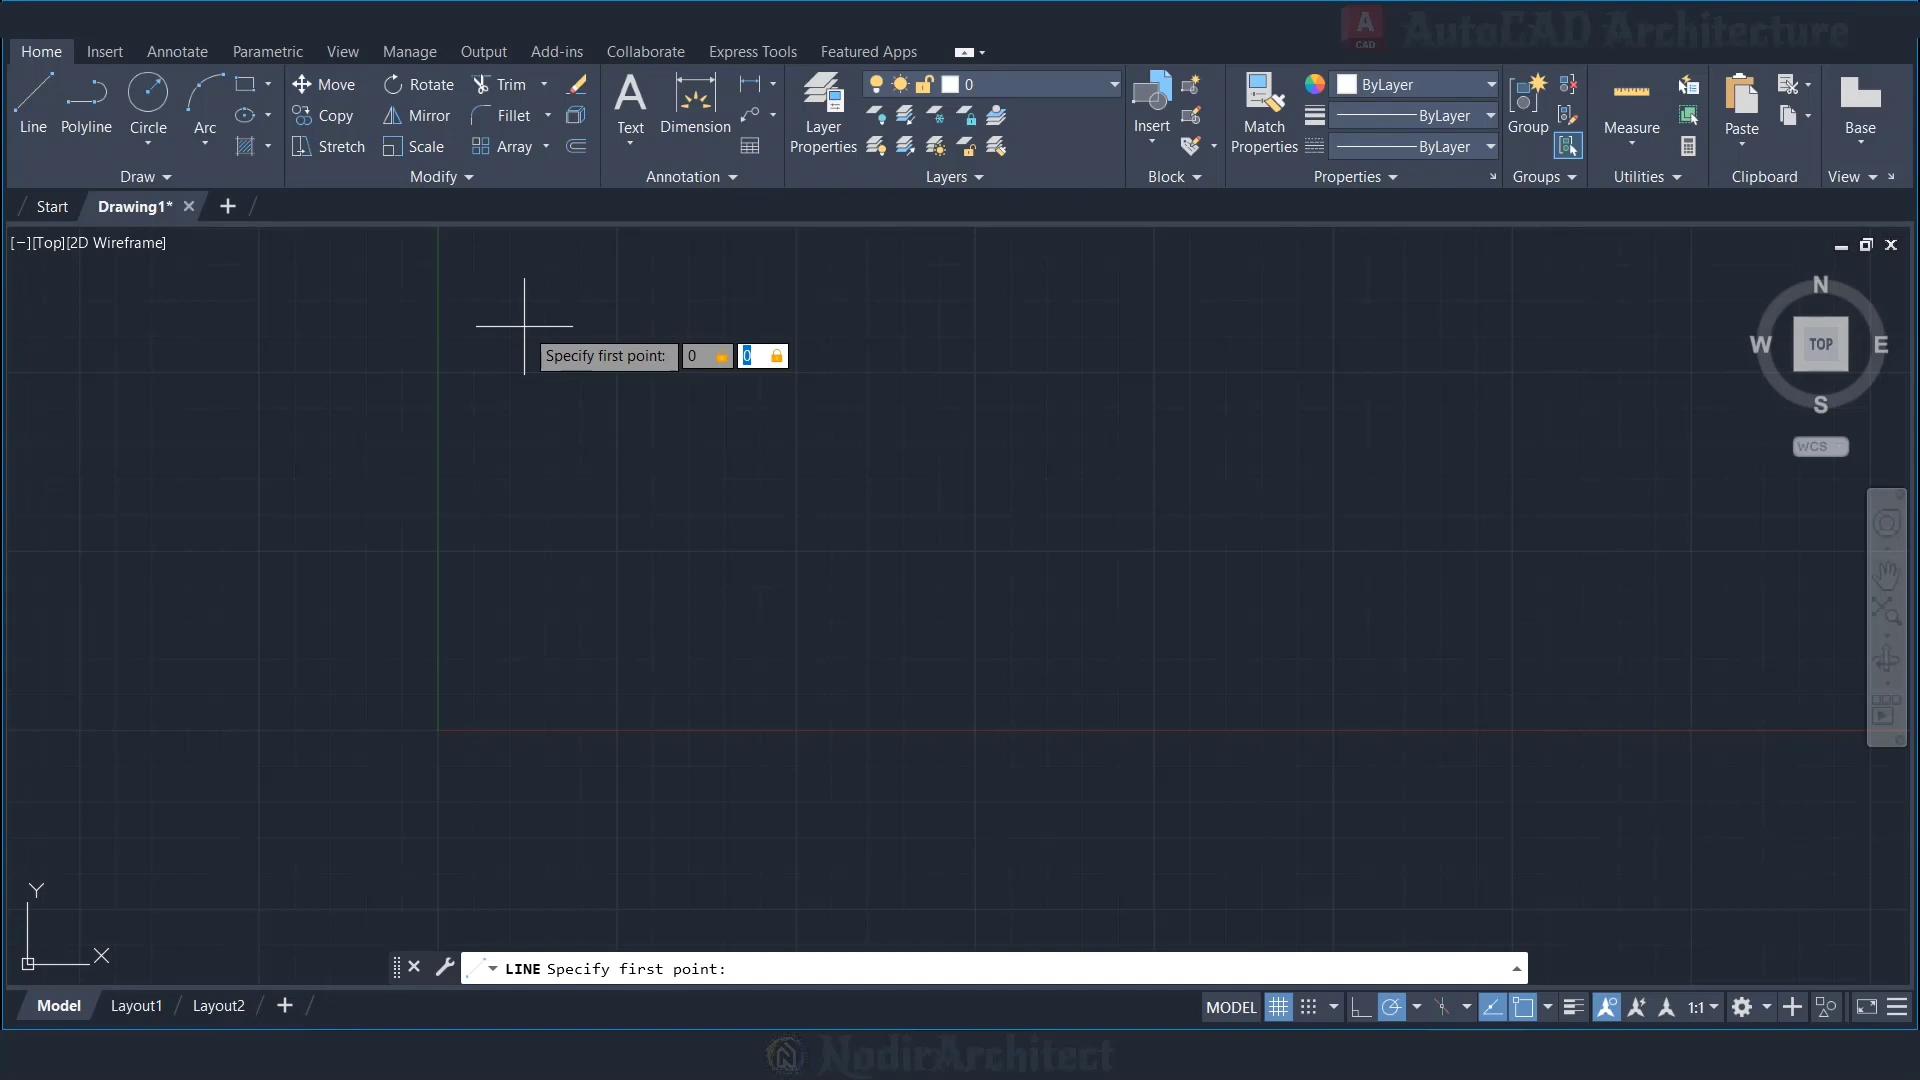 A CAD AutoCAD Architecture
Home Insert Annotate Parametric View Manage Output Add-ins Collaborate Express Tools Featured Apps
Move Rotate Trim 0 ByLayer
Copy Mirror Fillet ByLayer
Line Polyline Circle Arc Text Dimension Layer Properties Insert Match Properties Group Measure Paste Base
Stretch Scale Array ByLayer
Draw Modify Annotation Layers Block Properties Groups Utilities Clipboard View
Start Drawing1* +
[−][Top][2D Wireframe]
N
W TOP E
S
WCS
Specify first point: 0 0
Y
X
LINE Specify first point:
Model Layout1 Layout2 + MODEL 1:1
NodirArchitect